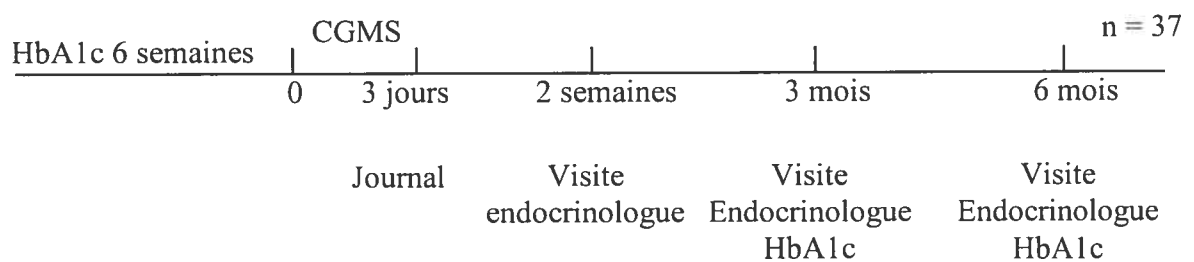 CGMS
n = 37
HbA1c 6 semaines
0
3 jours
2 semaines
3 mois
6 mois
Journal
Visite
endocrinologue
Visite
Endocrinologue
HbA1c
Visite
Endocrinologue
HbA1c